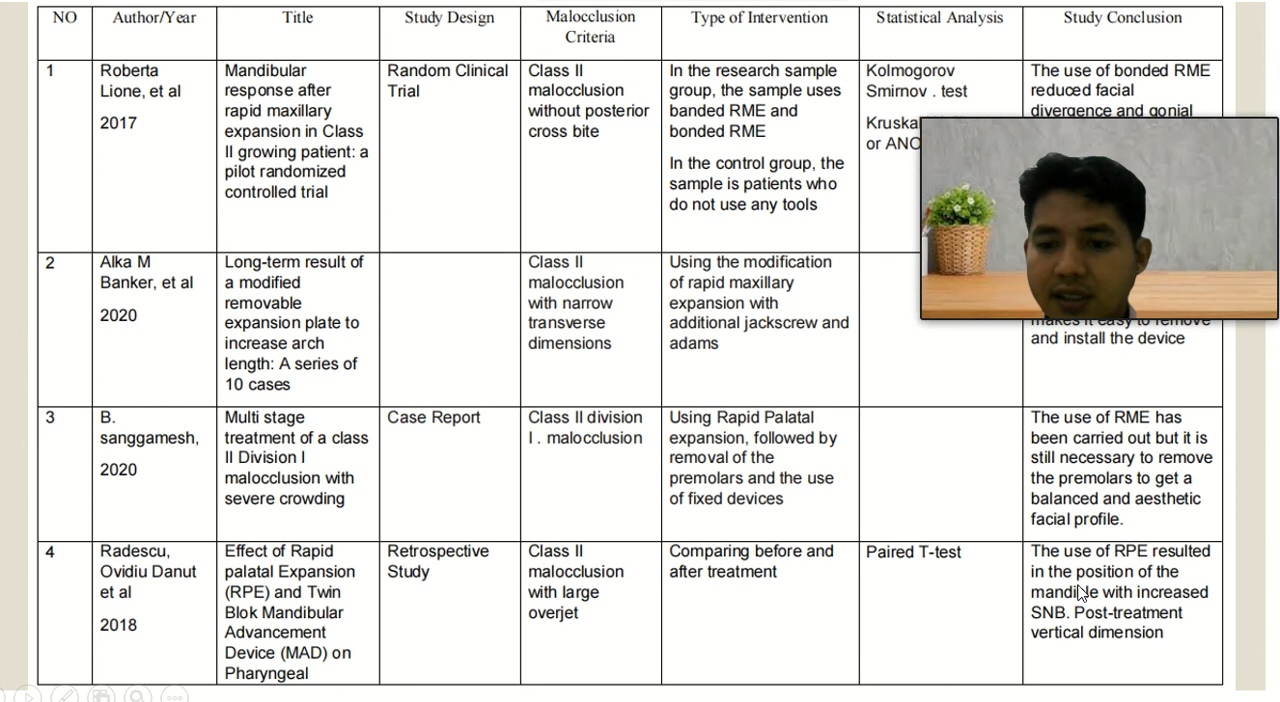 NO
Author/Year
Title
Study Design
Malocclusion
Criteria
Type of Intervention
Statistical Analysis
Study Conclusion
1
Roberta
Lione, et al
2017
Mandibular
response after
rapid maxillary
expansion in Class
II growing patient: a
pilot randomized
controlled trial
Random Clinical
Trial
Class II
malocclusion
without posterior
cross bite
In the research sample
group, the sample uses
banded RME and
bonded RME
In the control group, the
sample is patients who
do not use any tools
Kolmogorov
Smirnov . test
Kruskal
or ANO
The use of bonded RME
reduced facial
divergence and gonial
2
Alka M
Banker, et al
2020
Long-term result of
a modified
removable
expansion plate to
increase arch
length: A series of
10 cases
Class II
malocclusion
with narrow
transverse
dimensions
Using the modification
of rapid maxillary
expansion with
additional jackscrew and
adams
makes it easy to remove
and install the device
3
B.
sanggamesh,
2020
Multi stage
treatment of a class
II Division I
malocclusion with
severe crowding
Case Report
Class II division
I . malocclusion
Using Rapid Palatal
expansion, followed by
removal of the
premolars and the use
of fixed devices
The use of RME has
been carried out but it is
still necessary to remove
the premolars to get a
balanced and aesthetic
facial profile.
4
Radescu,
Ovidiu Danut
et al
2018
Effect of Rapid
palatal Expansion
(RPE) and Twin
Blok Mandibular
Advancement
Device (MAD) on
Pharyngeal
Retrospective
Study
Class II
malocclusion
with large
overjet
Comparing before and
after treatment
Paired T-test
The use of RPE resulted
in the position of the
mandible with increased
SNB. Post-treatment
vertical dimension